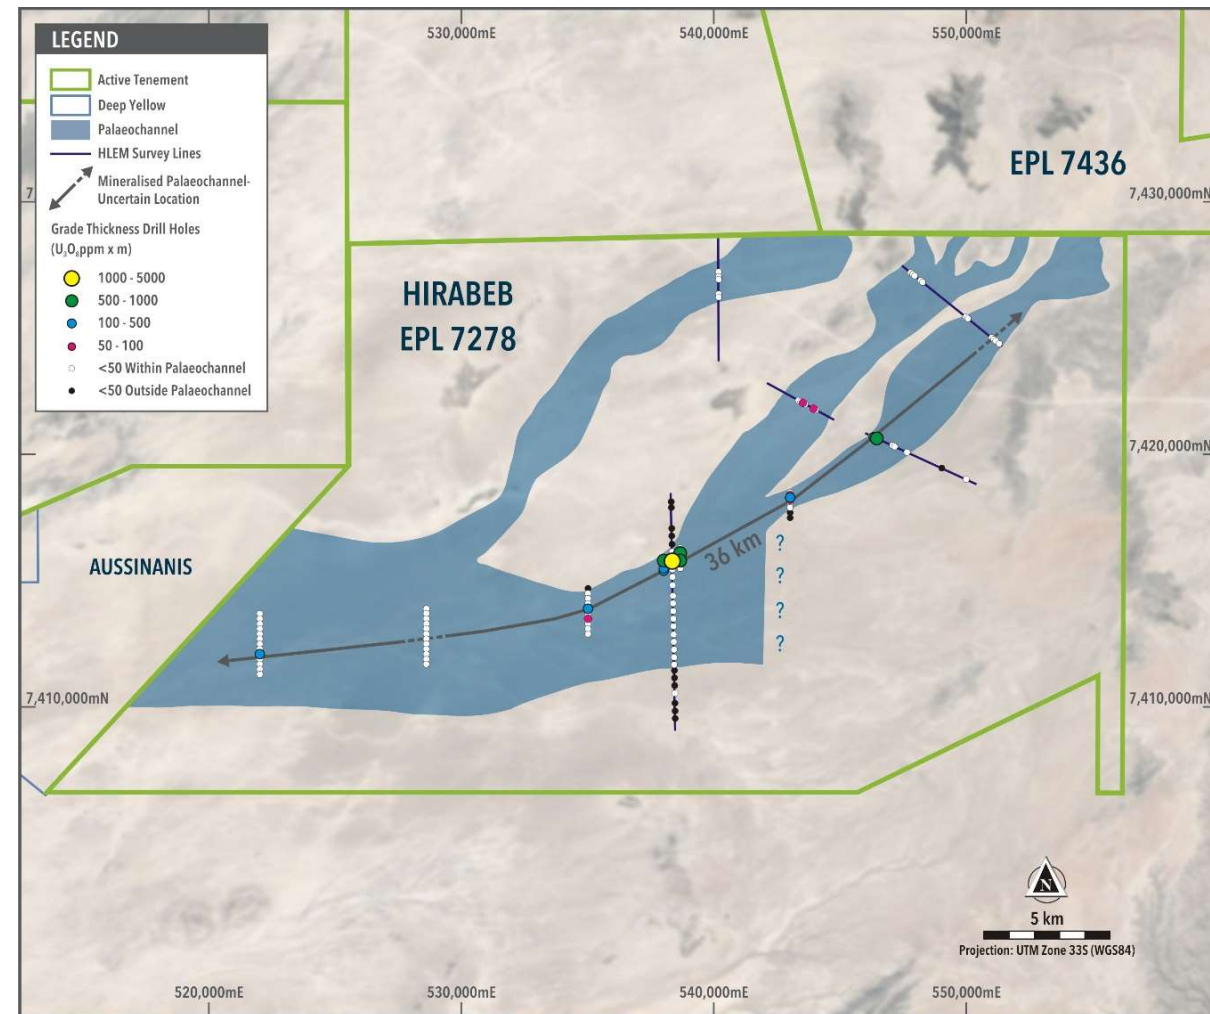 LEGEND
Active Tenement
Deep Yellow
Palaeochannel
HLEM Survey Lines
Mineralised Palaeochannel-
Uncertain Location
Grade Thickness Drill Holes
(U₃O₈ppm x m)
1000 - 5000
500 - 1000
100 - 500
50 - 100
<50 Within Palaeochannel
<50 Outside Palaeochannel
530,000mE
540,000mE
550,000mE
EPL 7436
7
7,430,000mN
HIRABEB
EPL 7278
7,420,000mN
36 km
?
?
?
?
AUSSINANIS
7,410,000mN
7,410,000mN
N
5 km
Projection: UTM Zone 33S (WGS84)
520,000mE
530,000mE
540,000mE
550,000mE